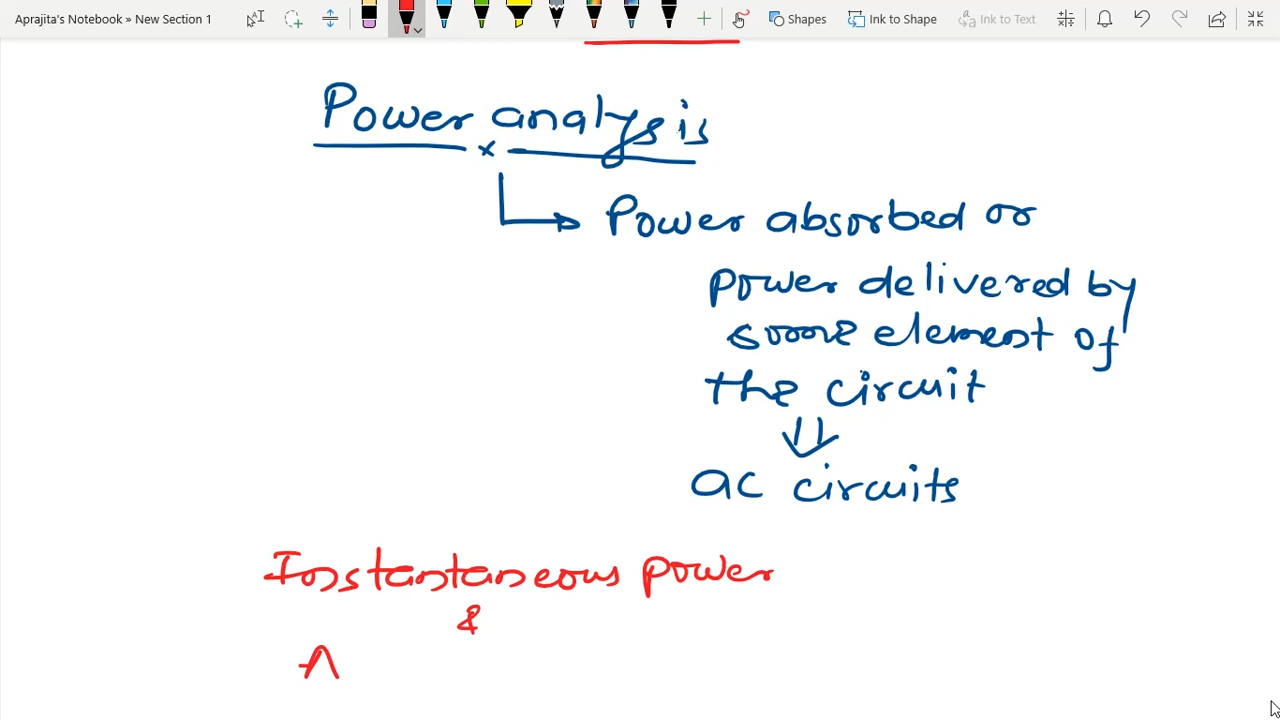 Aprajita's Notebook » New Section 1
Shapes
Ink to Shape
Ink to Text
Power analysis
Power absorbed or
power delivered by
some element of
the circuit
ac circuits
Instantaneous power
&
A